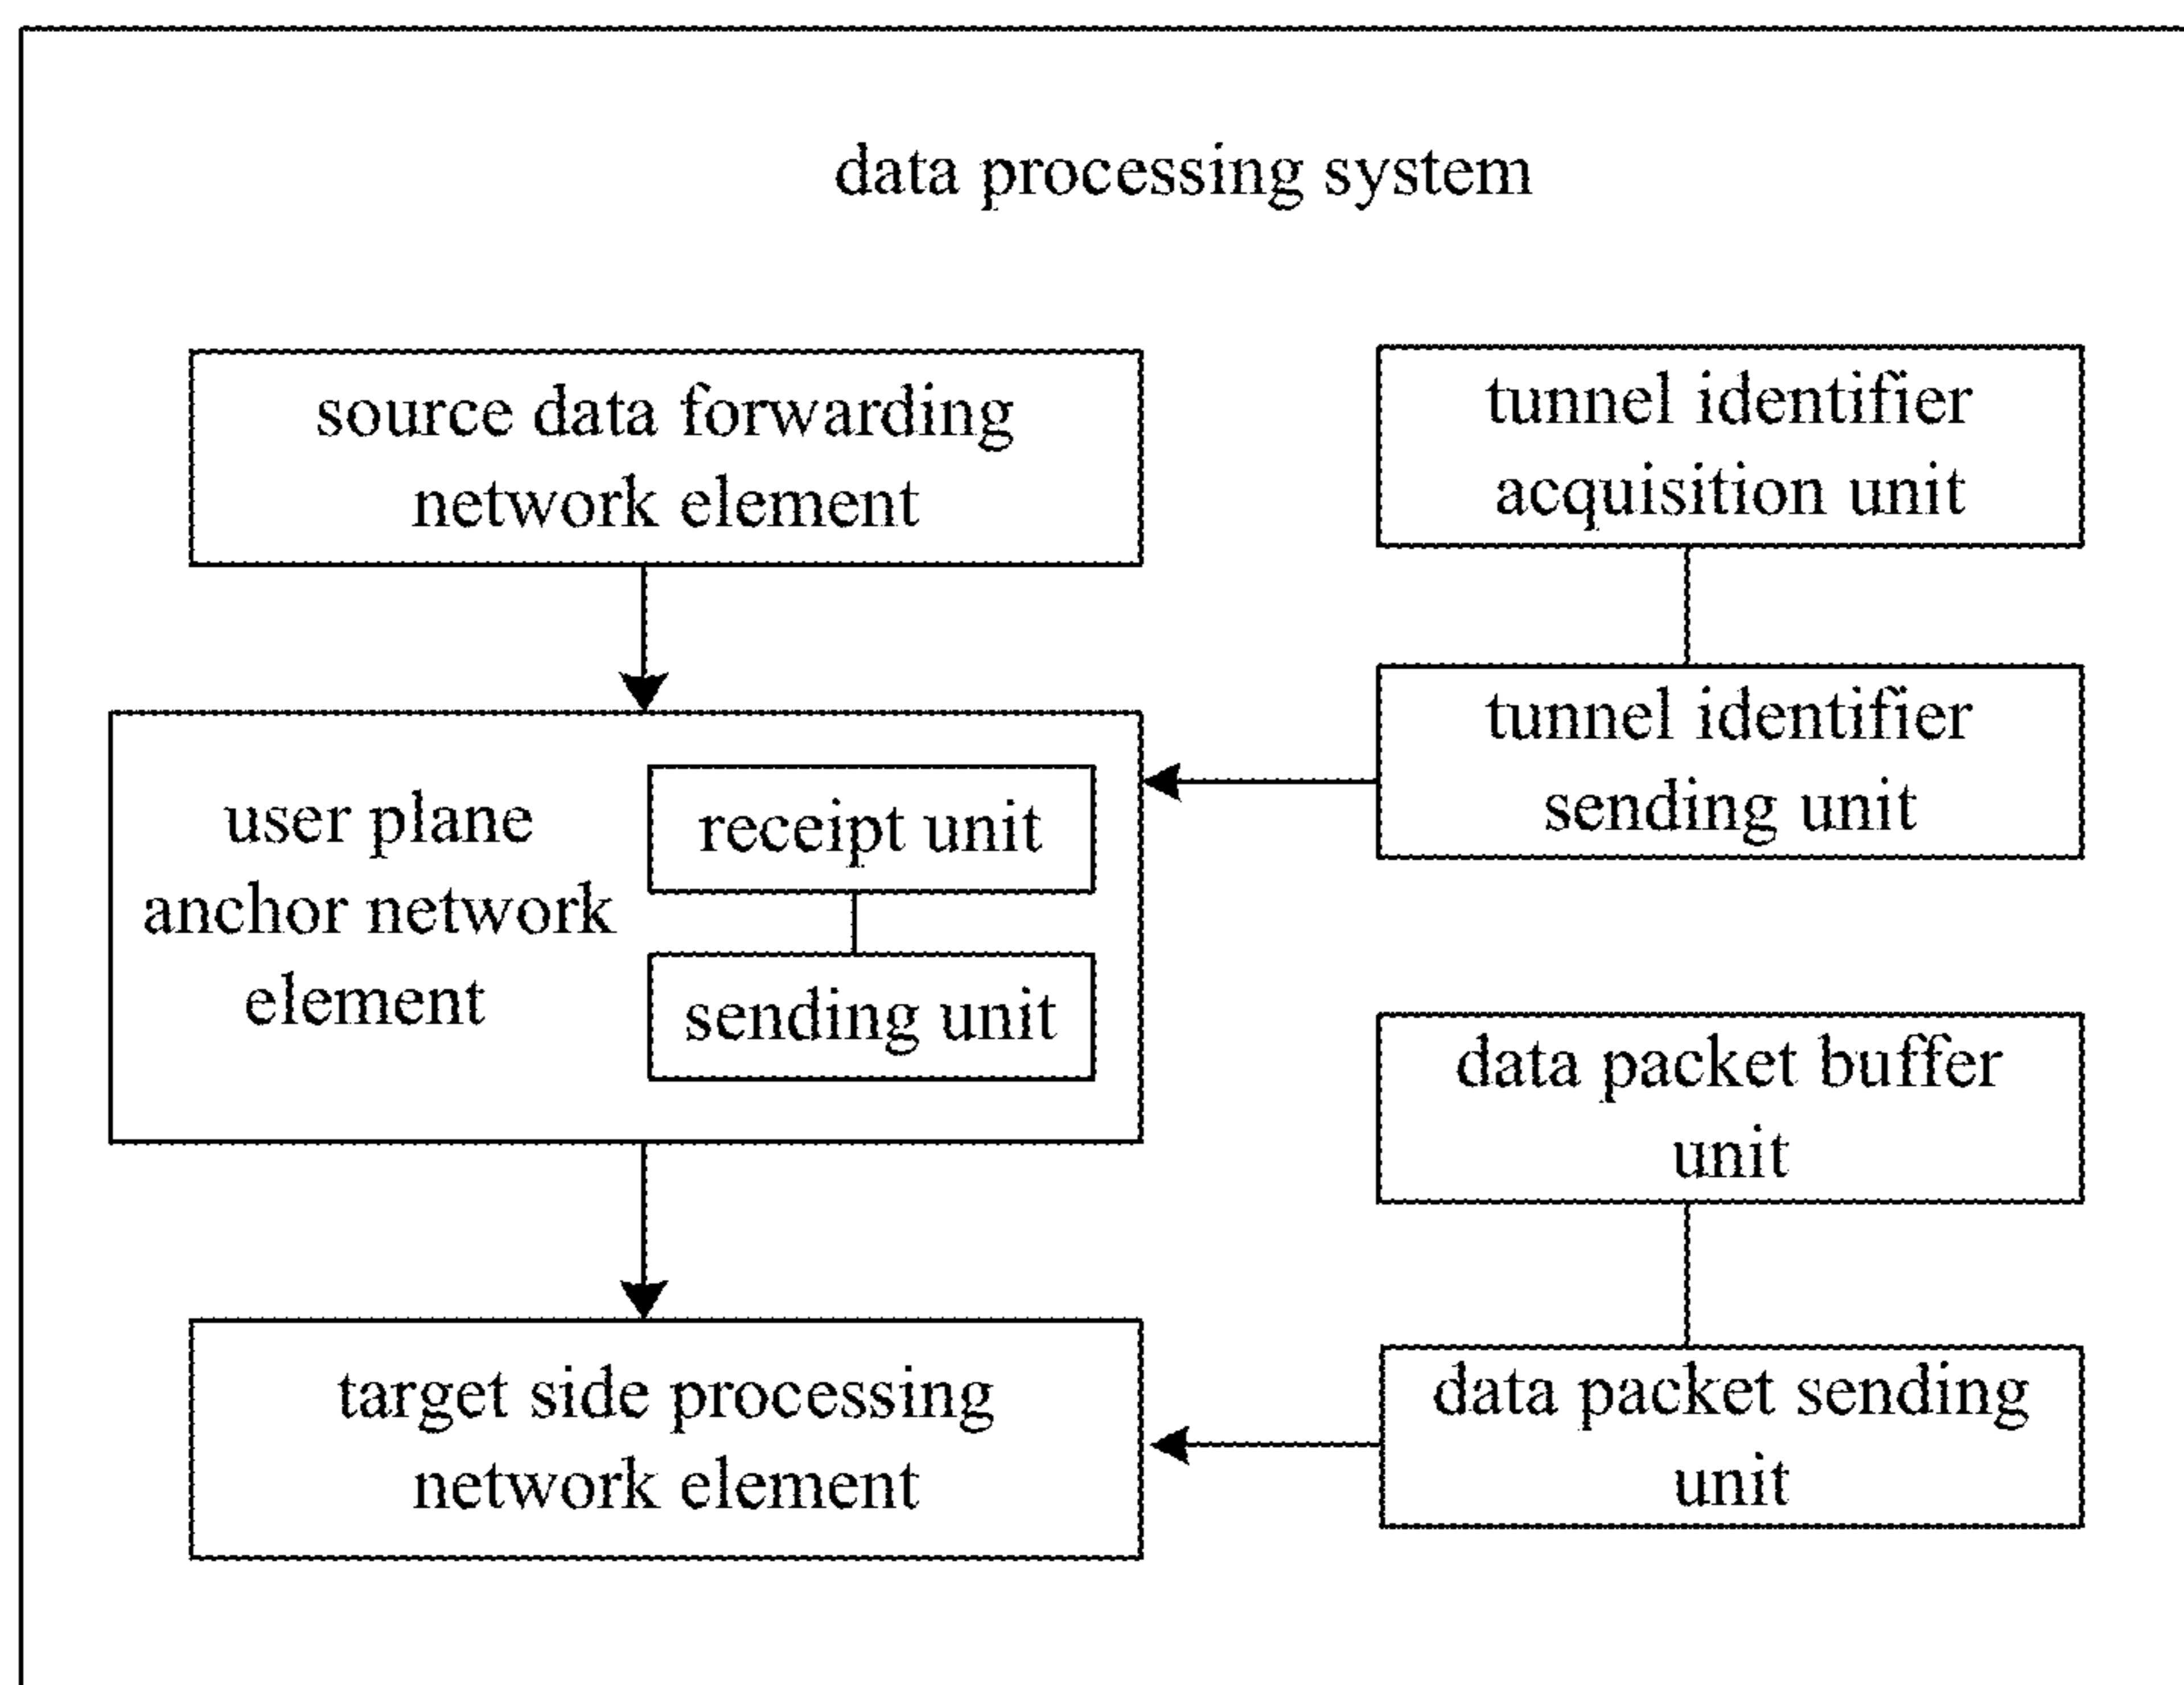 data processing system
source data forwarding
network element
tunnel identifier
acquisition unit
tunnel identifier
sending unit
user plane
anchor network
element
receipt unit
sending unit
data packet buffer
unit
target side processing
network element
data packet sending
unit